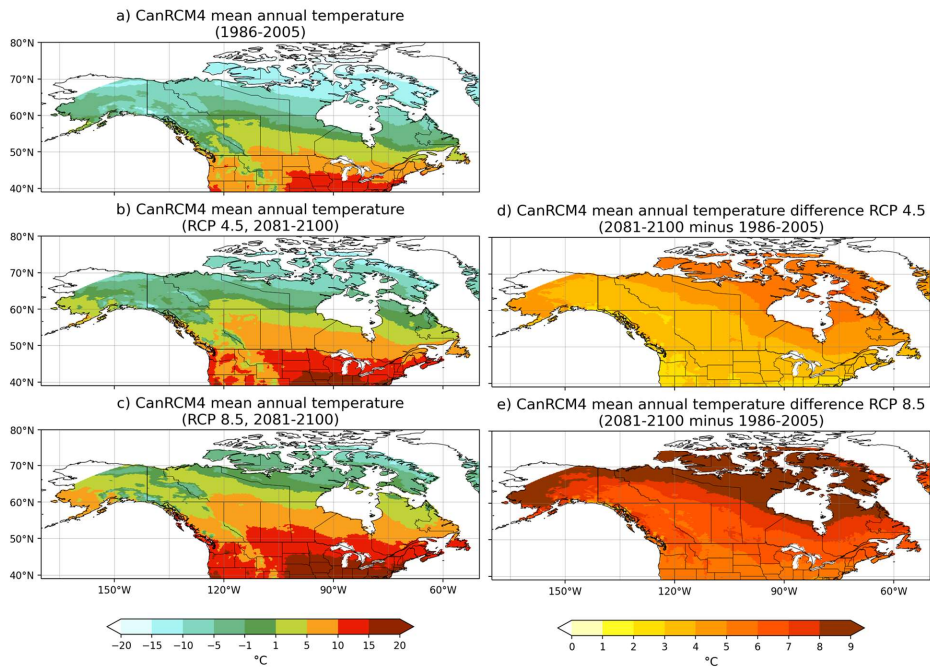 a) CanRCM4 mean annual temperature
(1986-2005)
80°N
70°N
60°N
50°N
40°N
b) CanRCM4 mean annual temperature
(RCP 4.5, 2081-2100)
80°N
70°N
60°N
50°N
40°N
d) CanRCM4 mean annual temperature difference RCP 4.5
(2081-2100 minus 1986-2005)
c) CanRCM4 mean annual temperature
(RCP 8.5, 2081-2100)
80°N
70°N
60°N
50°N
40°N
150°W 120°W 90°W 60°W
e) CanRCM4 mean annual temperature difference RCP 8.5
(2081-2100 minus 1986-2005)
150°W 120°W 90°W 60°W
−20 −15 −10 −5 1 5 10 15 20
°C
0 1 2 3 4 5 6 7 8 9
°C